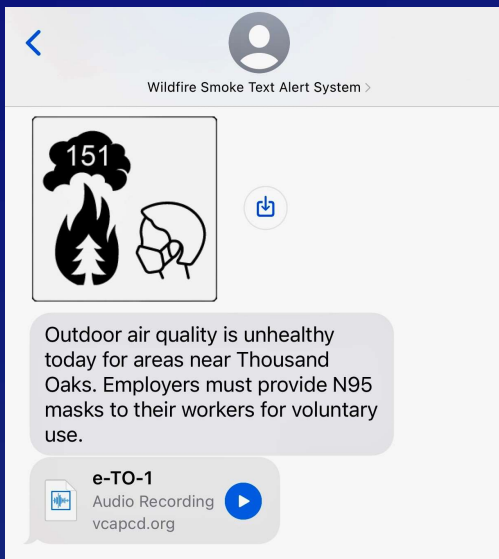 Wildfire Smoke Text Alert System >
151
Outdoor air quality is unhealthy
today for areas near Thousand
Oaks. Employers must provide N95
masks to their workers for voluntary
use.
e-TO-1
Audio Recording
vcapcd.org